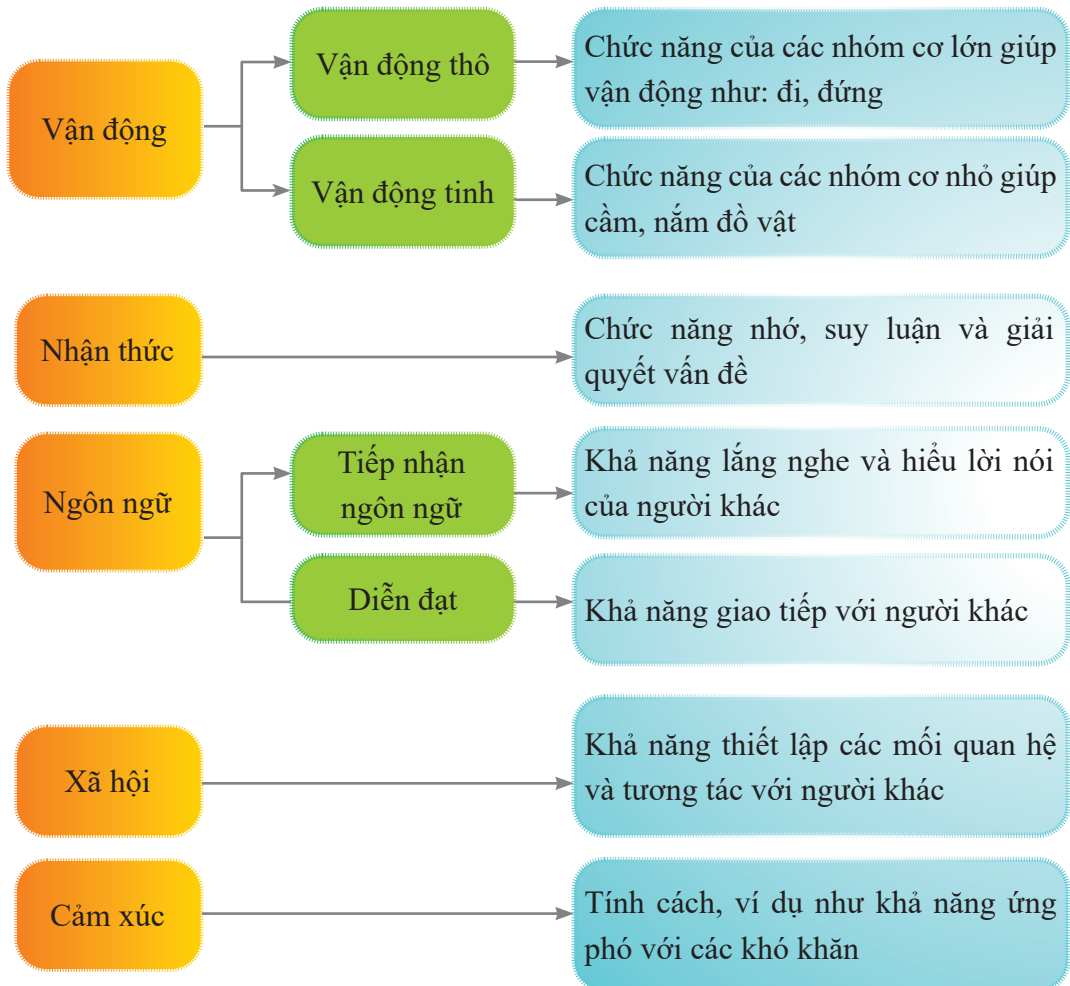 Vận động
Vận động thô
Chức năng của các nhóm cơ lớn giúp
vận động như: đi, đứng
Vận động tinh
Chức năng của các nhóm cơ nhỏ giúp
cầm, nắm đồ vật
Nhận thức
Chức năng nhớ, suy luận và giải
quyết vấn đề
Ngôn ngữ
Tiếp nhận
ngôn ngữ
Khả năng lắng nghe và hiểu lời nói
của người khác
Diễn đạt
Khả năng giao tiếp với người khác
Xã hội
Khả năng thiết lập các mối quan hệ
và tương tác với người khác
Cảm xúc
Tính cách, ví dụ như khả năng ứng
phó với các khó khăn